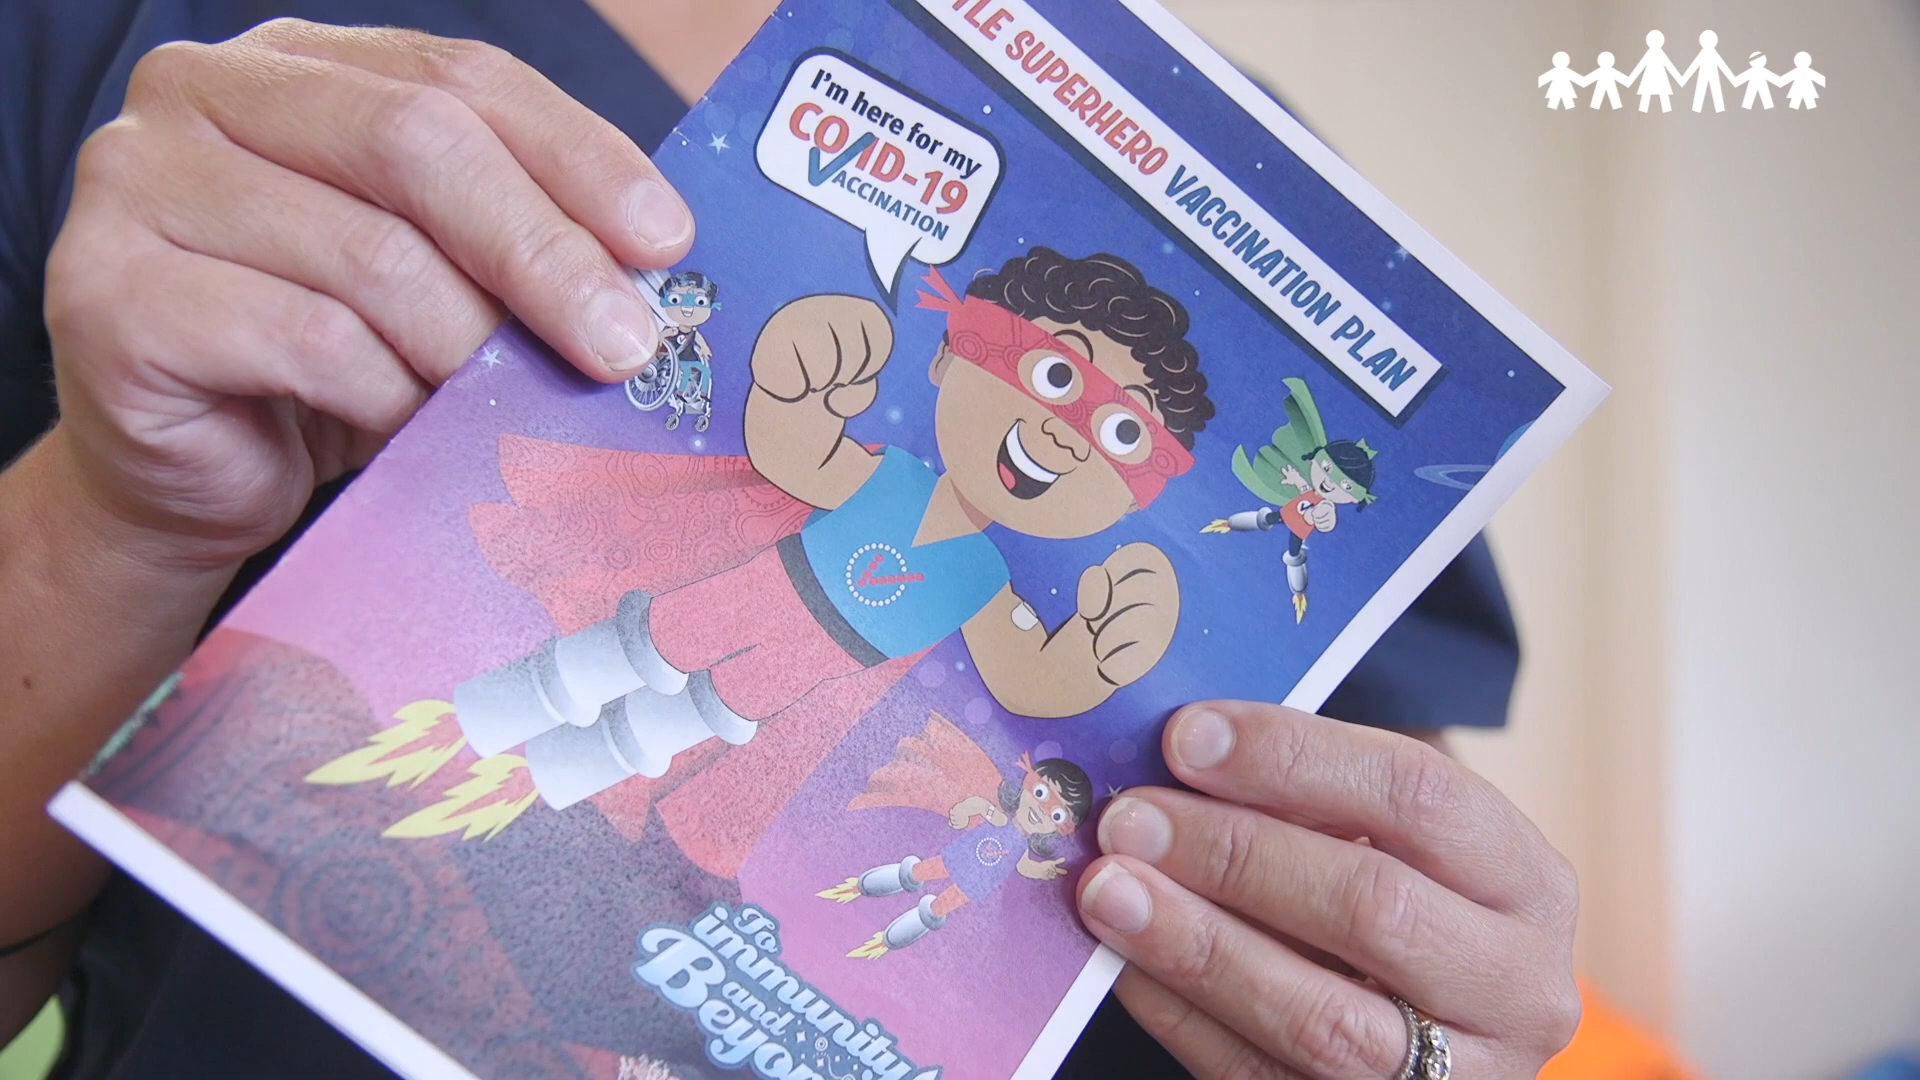 SUPERHERO VACCINATION PLAN
I'm here for my
COVID-19
VACCINATION
To
immunity
and